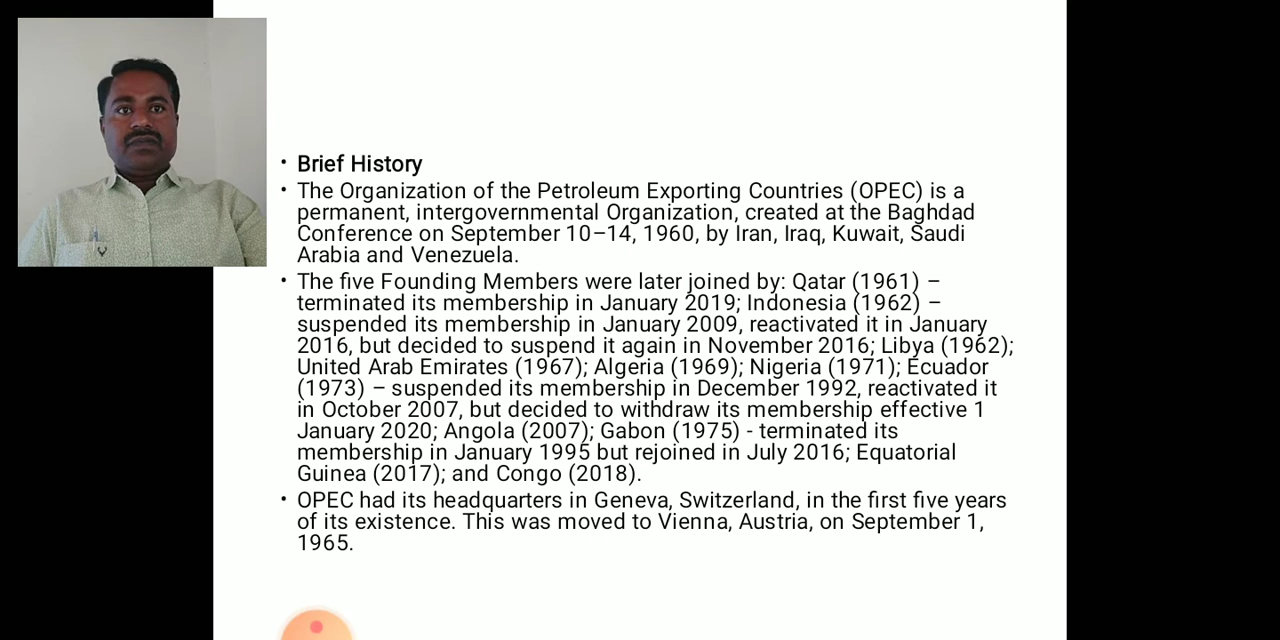 • Brief History
• The Organization of the Petroleum Exporting Countries (OPEC) is a
permanent, intergovernmental Organization, created at the Baghdad
Conference on September 10–14, 1960, by Iran, Iraq, Kuwait, Saudi
Arabia and Venezuela.
• The five Founding Members were later joined by: Qatar (1961) –
terminated its membership in January 2019; Indonesia (1962) –
suspended its membership in January 2009, reactivated it in January
2016, but decided to suspend it again in November 2016; Libya (1962);
United Arab Emirates (1967); Algeria (1969); Nigeria (1971); Ecuador
(1973) – suspended its membership in December 1992, reactivated it
in October 2007, but decided to withdraw its membership effective 1
January 2020; Angola (2007); Gabon (1975) - terminated its
membership in January 1995 but rejoined in July 2016; Equatorial
Guinea (2017); and Congo (2018).
• OPEC had its headquarters in Geneva, Switzerland, in the first five years
of its existence. This was moved to Vienna, Austria, on September 1,
1965.